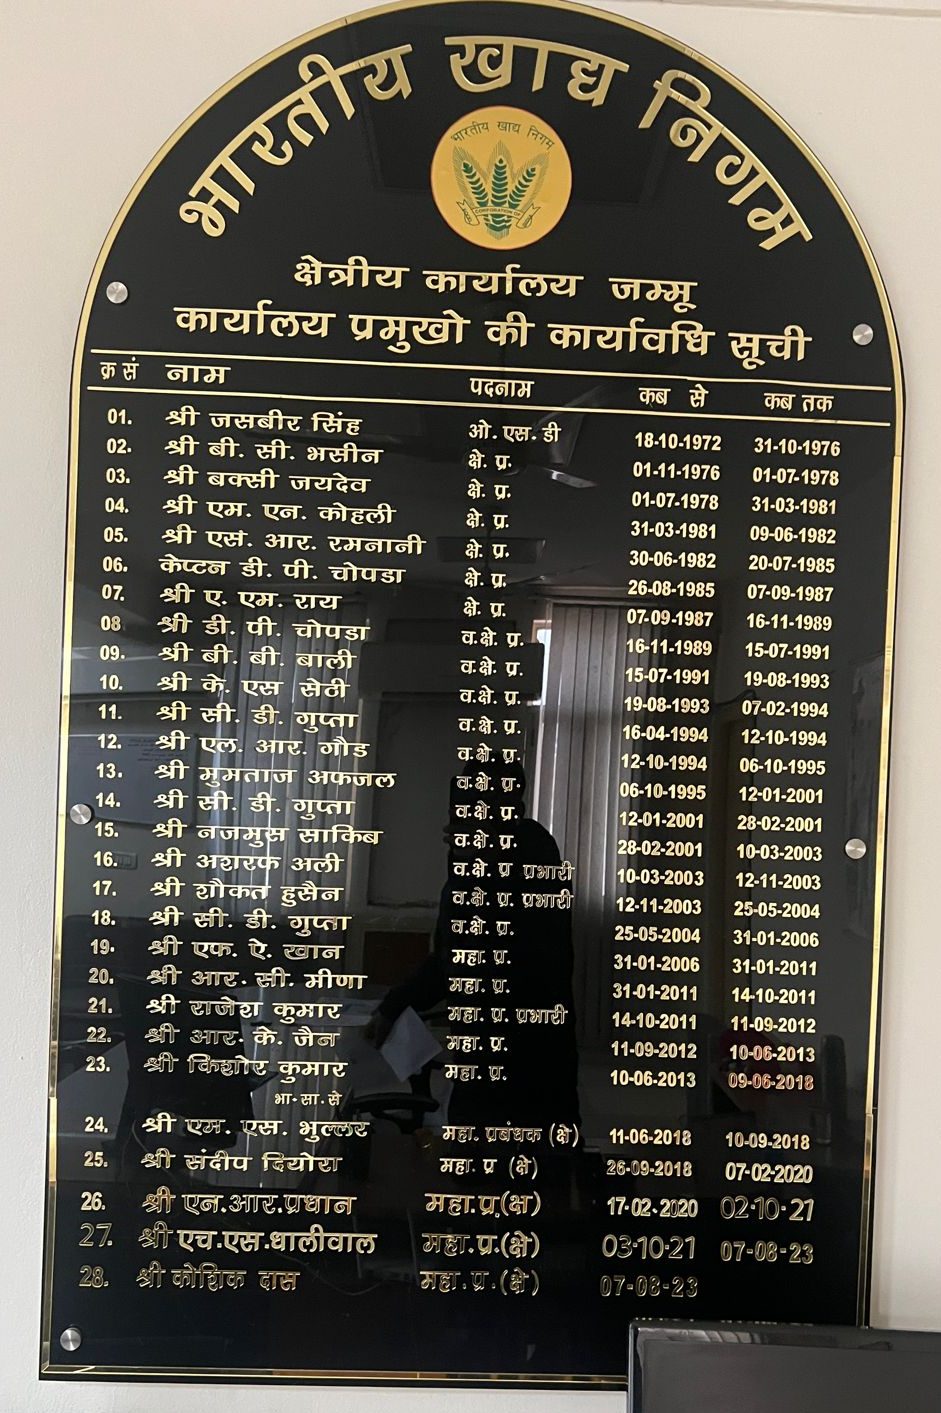 भारतीय खाद्य निगम
भारतीय खाद्य निगम
CORPORATION OF
क्षेत्रीय कार्यालय जम्मू
कार्यालय प्रमुखो की कार्यावधि सूची
क्र सं नाम पदनाम कब से कब तक
01. श्री जसबीर सिंह ओ. एस. डी 18-10-1972 31-10-1976
02. श्री बी. सी. भसीन क्षे. प्र. 01-11-1976 01-07-1978
03. श्री बक्सी जयदेव क्षे. प्र. 01-07-1978 31-03-1981
04. श्री एम. एन. कोहली क्षे. प्र. 31-03-1981 09-06-1982
05. श्री एस. आर. रमनानी क्षे. प्र. 30-06-1982 20-07-1985
06. केप्टन डी. पी. चोपडा क्षे. प्र. 26-08-1985 07-09-1987
07. श्री ए. एम. राय क्षे. प्र. 07-09-1987 16-11-1989
08 श्री डी. पी. चोपडा व.क्षे. प्र. 16-11-1989 15-07-1991
09. श्री बी. बी. बाली व.क्षे. प्र. 15-07-1991 19-08-1993
10. श्री के. एस सेठी व.क्षे. प्र. 19-08-1993 07-02-1994
11. श्री सी. डी. गुप्ता व.क्षे. प्र. 16-04-1994 12-10-1994
12. श्री एल. आर. गौड व.क्षे. प्र. 12-10-1994 06-10-1995
13. श्री मुमताज अफजल व.क्षे. प्र. 06-10-1995 12-01-2001
14. श्री सी. डी. गुप्ता व.क्षे. प्र. 12-01-2001 28-02-2001
15. श्री नजमुस साकिब व.क्षे. प्र. 28-02-2001 10-03-2003
16. श्री अशरफ अली व.क्षे. प्र प्रभारी 10-03-2003 12-11-2003
17. श्री शौकत हुसैन व.क्षे. प्र. प्रभारी 12-11-2003 25-05-2004
18. श्री सी. डी. गुप्ता व.क्षे. प्र. 25-05-2004 31-01-2006
19. श्री एफ. ऐ. खान महा. प्र. 31-01-2006 31-01-2011
20. श्री आर. सी. मीणा महा. प्र. 31-01-2011 14-10-2011
21. श्री राजेश कुमार महा. प्र. प्रभारी 14-10-2011 11-09-2012
22. श्री आर. के. जैन महा. प्र. 11-09-2012 10-06-2013
23. श्री किशोर कुमार महा. प्र. 10-06-2013 09-06-2018
भा. सा. से
24. श्री एम. एस. भुल्लर महा. प्रबंधक (क्षे) 11-06-2018 10-09-2018
25. श्री संदीप दियोरा महा. प्र (क्षे) 26-09-2018 07-02-2020
26. श्री एन.आर.प्रधान महा.प्र.(क्ष) 17-02-2020 02-10-21
27. श्री एच.एस.धालीवाल महा.प्र.(क्षे) 03-10-21 07-08-23
28. श्री कोशिक दास महा.प्र.(क्षे) 07-08-23